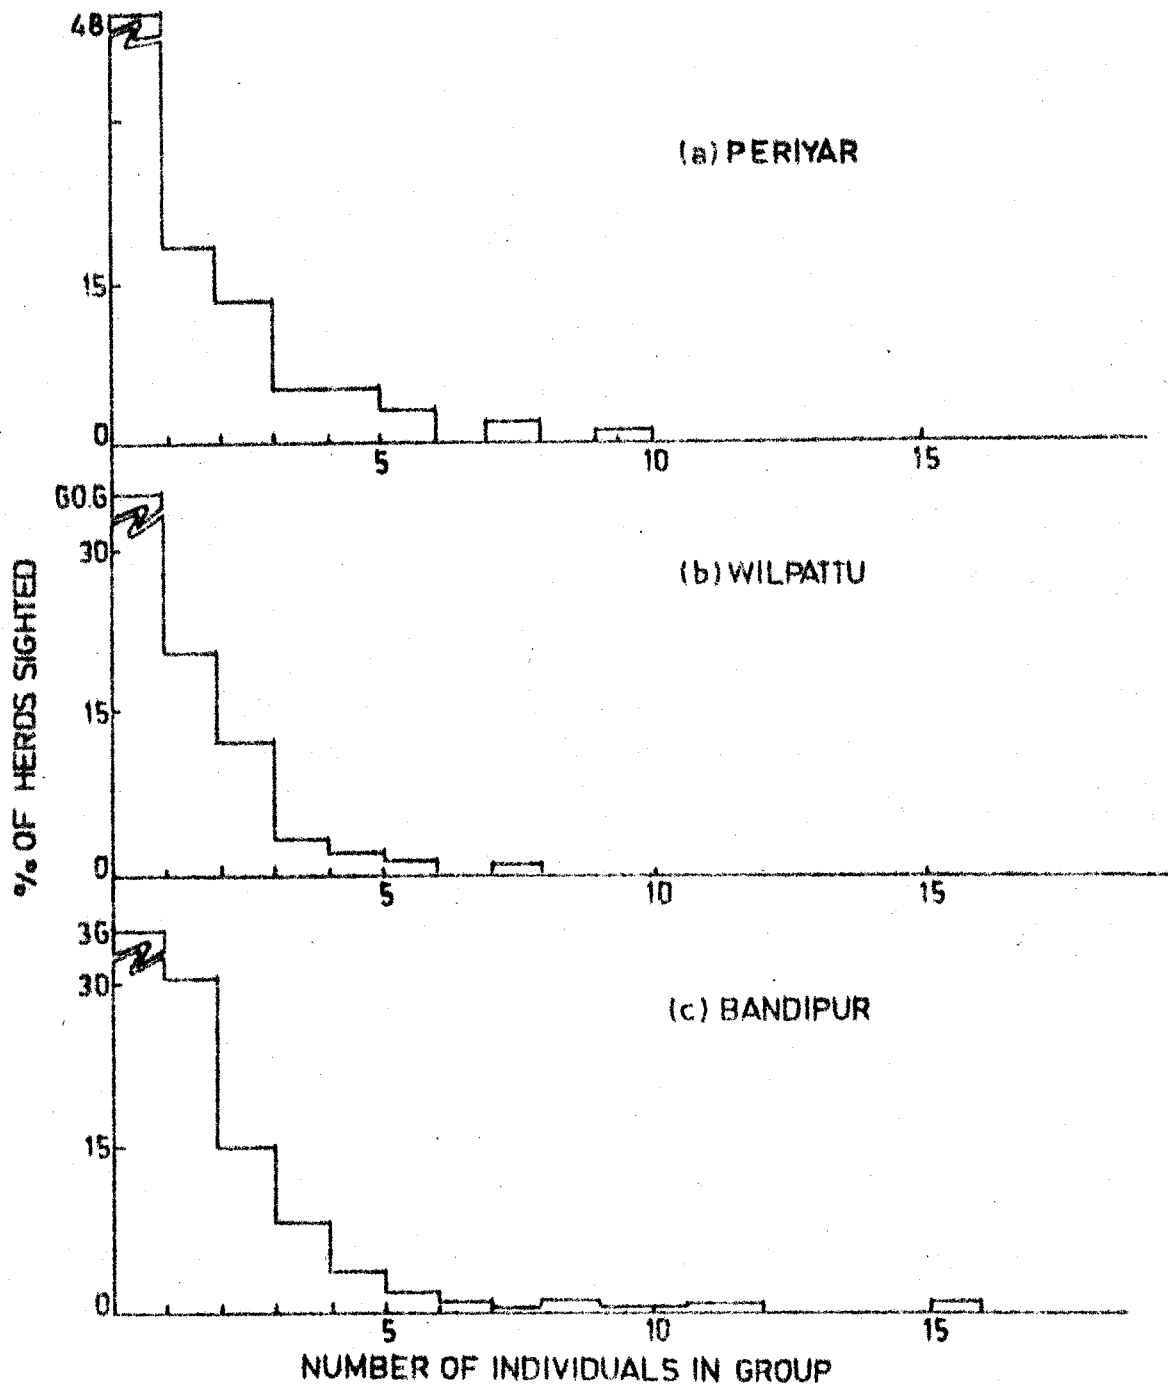 48
(a) PERIYAR
15
0
5 10 15
60.6
30
(b) WILPATTU
15
0
5 10 15
% OF HERDS SIGHTED
36
30
(c) BANDIPUR
15
0
5 10 15
NUMBER OF INDIVIDUALS IN GROUP